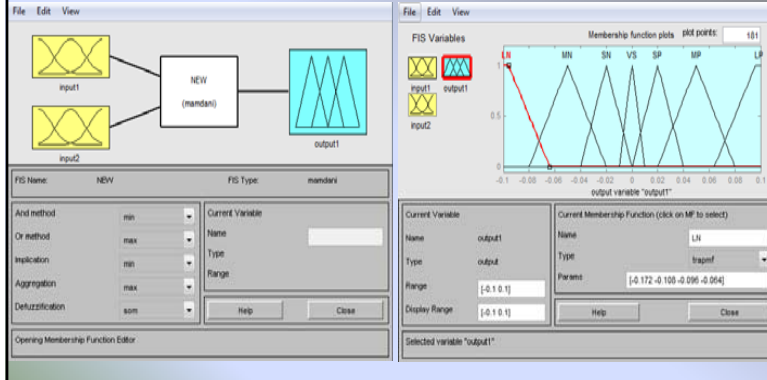 File Edit View
input1
input2
NEW
(mamdani)
output1
FIS Name: NEW FIS Type: mamdani
And method min
Or method max
Implication min
Aggregation max
Defuzzification som
Current Variable
Name
Type
Range
Help Close
Opening Membership Function Editor
File Edit View
FIS Variables
input1 output1
input2
Membership function plots plot points: 181
LN MN SN VS SP MP LP
1
0.5
0
-0.1 -0.08 -0.06 -0.04 -0.02 0 0.02 0.04 0.06 0.08 0.1
output variable "output1"
Current Variable
Name output1
Type output
Range [-0.1 0.1]
Display Range [-0.1 0.1]
Current Membership Function (click on MF to select)
Name LN
Type trapmf
Params [-0.172 -0.108 -0.096 -0.064]
Help Close
Selected variable "output1"